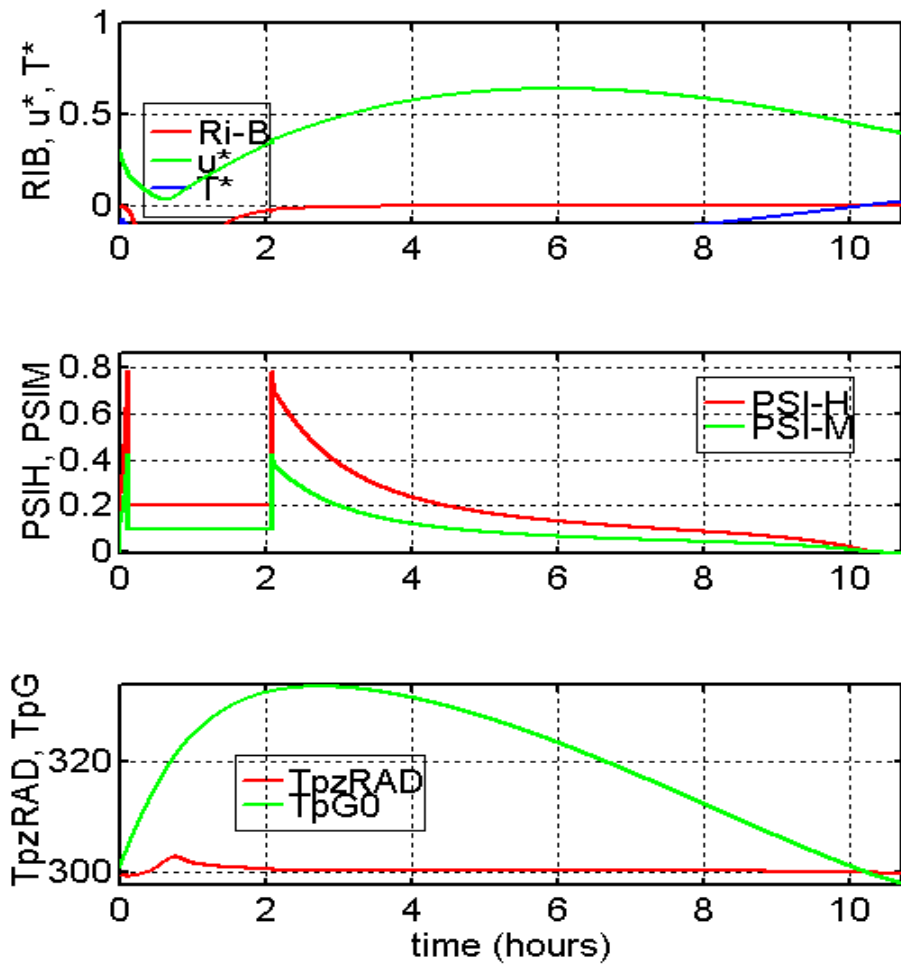 RIB, u*, T*
1
0.5
0
Ri-B
u*
T*
0 2 4 6 8 10
PSIH, PSIM
0.8
0.6
0.4
0.2
0
PSI-H
PSI-M
0 2 4 6 8 10
TpzRAD, TpG
320
300
TpzRAD
TpG0
0 2 4 6 8 10
time (hours)